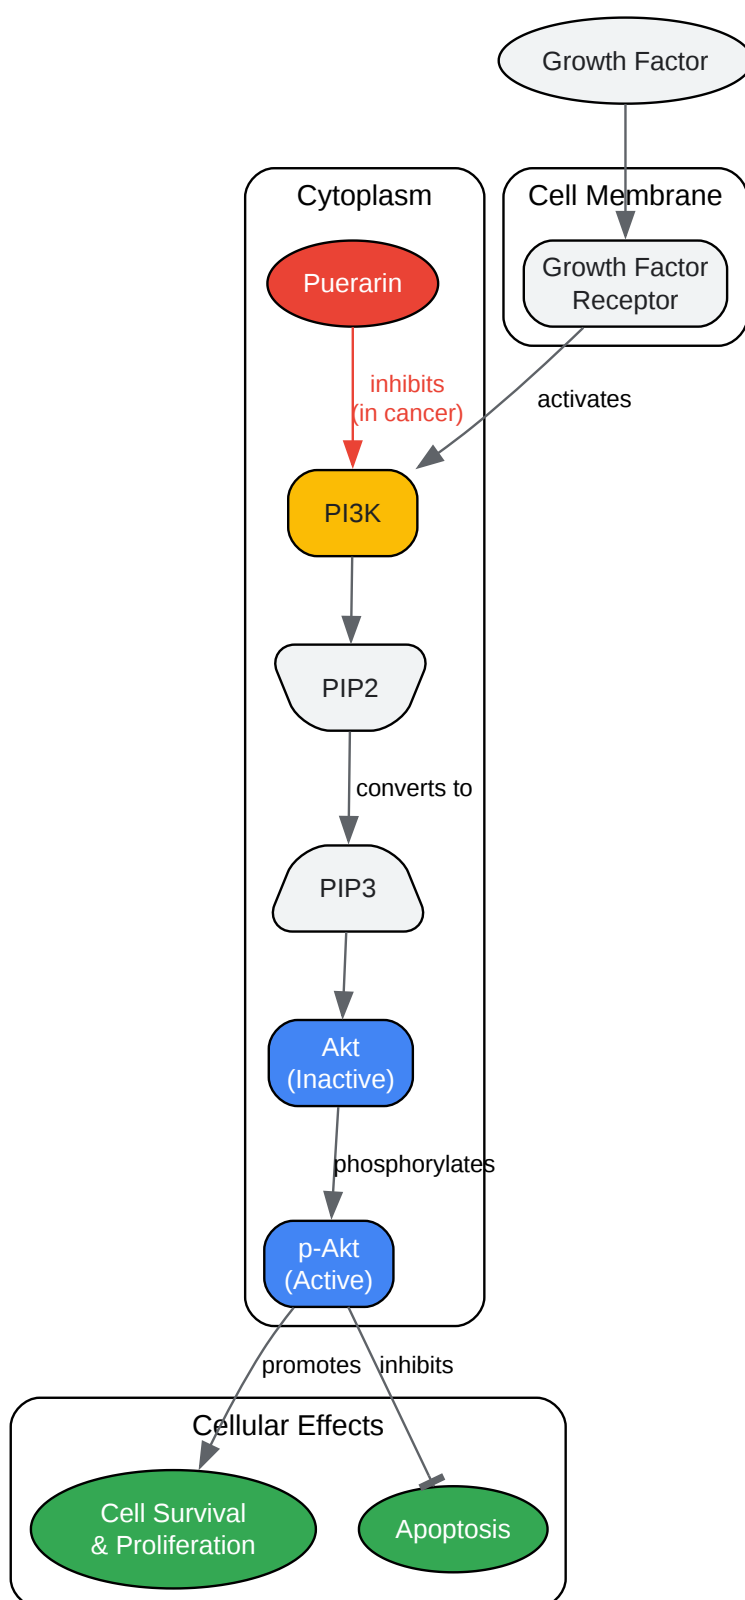 Growth Factor
Cytoplasm
Cell Membrane
Puerarin
Growth Factor
Receptor
inhibits
(in cancer)
activates
PI3K
PIP2
converts to
PIP3
Akt
(Inactive)
phosphorylates
p-Akt
(Active)
promotes
inhibits
Cellular Effects
Cell Survival
& Proliferation
Apoptosis